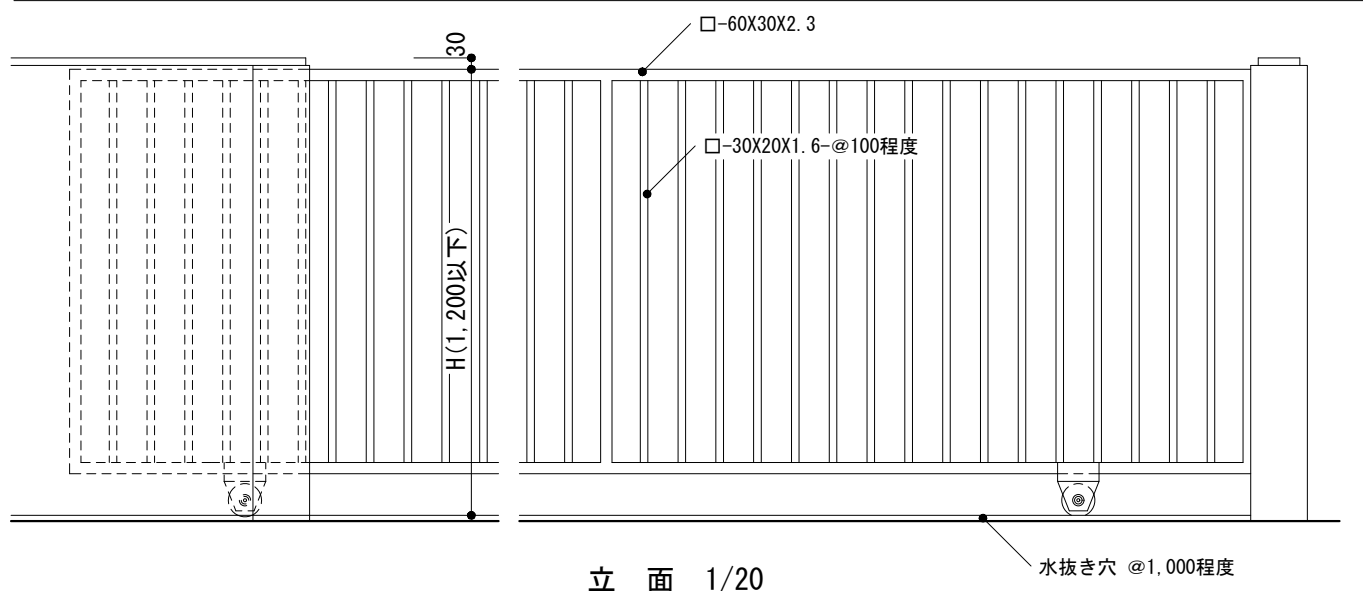 □-60X30X2.3
30
□-30X20X1.6-@100程度
H(1,200以下)
水抜き穴 @1,000程度
立 面 1/20